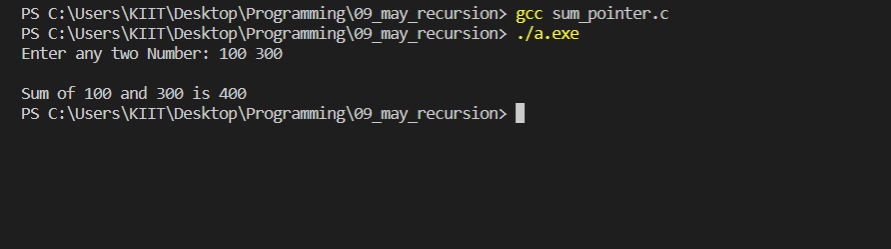 PS C:\Users\KIIT\Desktop\Programming\09_may_recursion> gcc sum_pointer.c
PS C:\Users\KIIT\Desktop\Programming\09_may_recursion> ./a.exe
Enter any two Number: 100 300
Sum of 100 and 300 is 400
PS C:\Users\KIIT\Desktop\Programming\09_may_recursion>